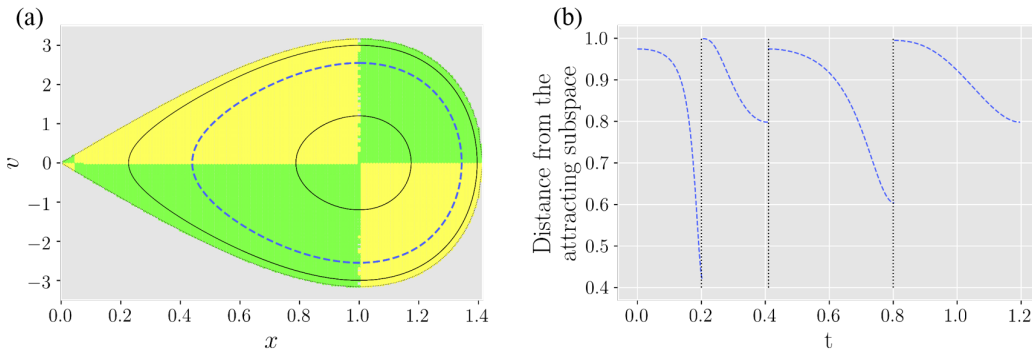 (a)
3
2
1
0
−1
−2
−3
v
0.0 0.2 0.4 0.6 0.8 1.0 1.2 1.4
x
(b)
1.0
0.9
0.8
0.7
0.6
0.5
0.4
Distance from the
attracting subspace
0.0 0.2 0.4 0.6 0.8 1.0 1.2
t